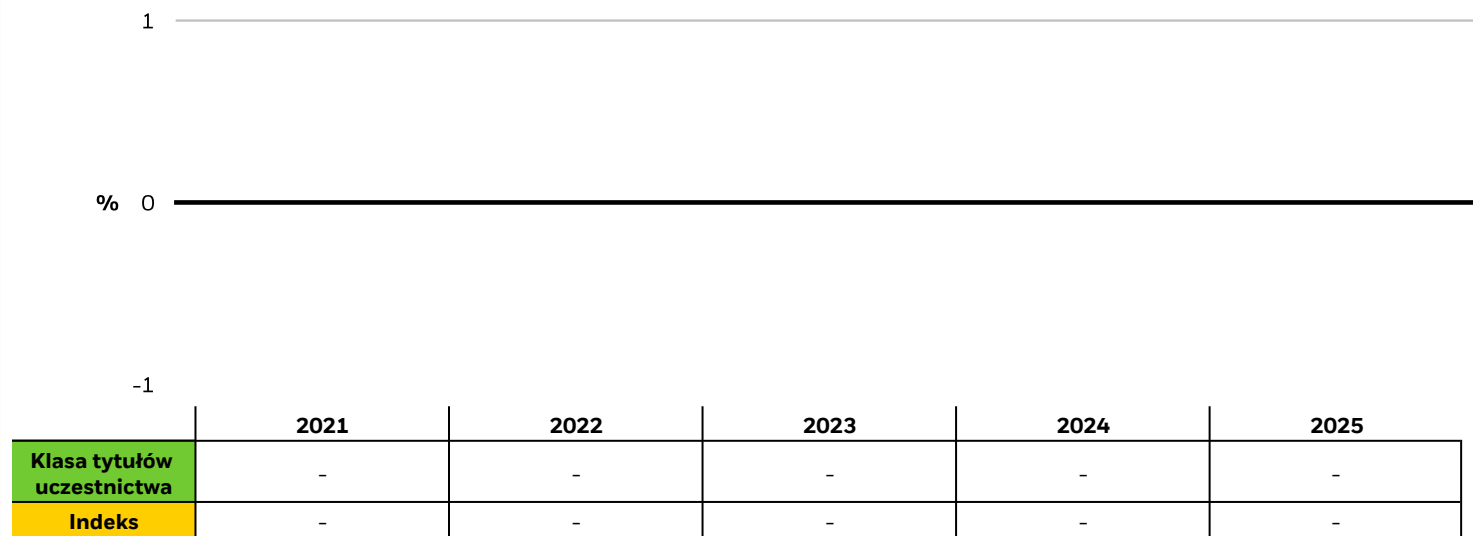 1
% 0
-1
2021 2022 2023 2024 2025
Klasa tytułów
uczestnictwa - - - - -
Indeks - - - - -